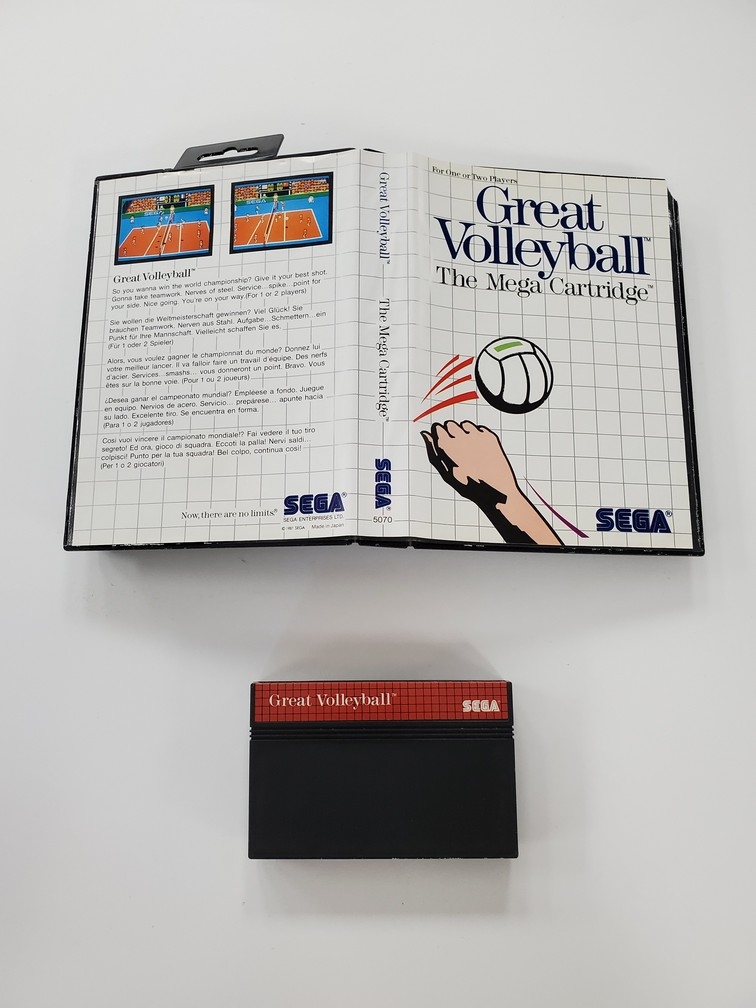 Great Volleyball™
So you wanna win the world championship? Give it your best shot.
Gonna take teamwork. Nerves of steel. Service...spike...point for
your side. Nice going. You're on your way.(For 1 or 2 players)
Sie wollen die Weltmeisterschaft gewinnen? Viel Glück! Sie
brauchen Teamwork. Nerven aus Stahl. Aufgabe...Schmettern...ein
Punkt für Ihre Mannschaft. Vielleicht schaffen Sie es.
(Für 1 oder 2 Spieler)
Alors, vous voulez gagner le championnat du monde? Donnez lui
votre meilleur lancer. Il va falloir faire un travail d'équipe. Des nerfs
d'acier. Services...smashs... vous donneront un point. Bravo. Vous
êtes sur la bonne voie. (Pour 1 ou 2 joueurs)
¿Desea ganar el campeonato mundial? Empléese a fondo. Juegue
en equipo. Nervios de acero. Servicio... prepárese... apunte hacia
su lado. Excelente tiro. Se encuentra en forma.
(Para 1 o 2 jugadores)
Così vuoi vincere il campionato mondiale!? Fai vedere il tuo tiro
segreto! Ed ora, gioco di squadra. Eccoti la palla! Nervi saldi...
colpisci! Punto per la tua squadra! Bel colpo, continua così!
(Per 1 o 2 giocatori)
Now, there are no limits®
SEGA®
SEGA ENTERPRISES LTD.
© 1987 SEGA Made in Japan
Great Volleyball™ The Mega Cartridge™
SEGA®
5070
For One or Two Players
Great
Volleyball™
The Mega Cartridge™
SEGA®
Great Volleyball™
SEGA